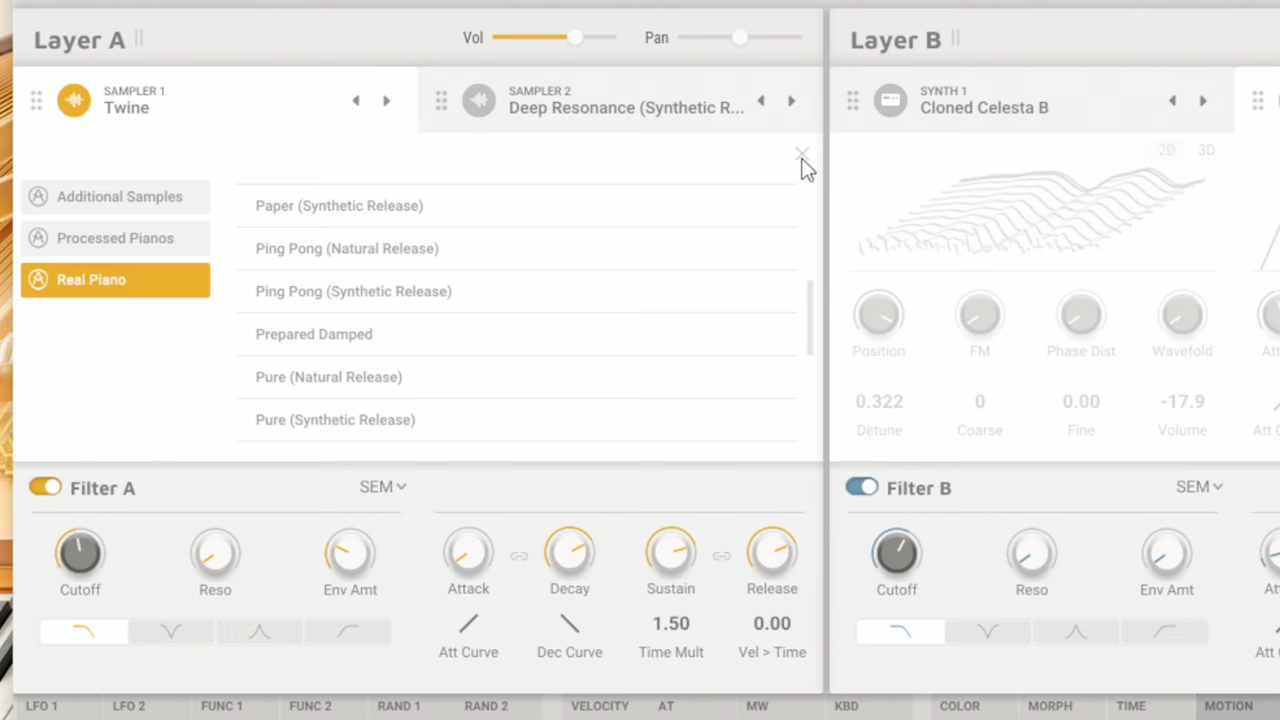 Layer A
Vol
Pan
Layer B
SAMPLER 1
Twine
SAMPLER 2
Deep Resonance (Synthetic R...
SYNTH 1
Cloned Celesta B
2D
3D
Additional Samples
Processed Pianos
Real Piano
Paper (Synthetic Release)
Ping Pong (Natural Release)
Ping Pong (Synthetic Release)
Prepared Damped
Pure (Natural Release)
Pure (Synthetic Release)
Position
FM
Phase Dist
Wavefold
0.322
0
0.00
-17.9
Detune
Coarse
Fine
Volume
Att C
Filter A
SEM
Cutoff
Reso
Env Amt
Attack
Decay
Sustain
Release
1.50
0.00
Att Curve
Dec Curve
Time Mult
Vel > Time
Filter B
SEM
Cutoff
Reso
Env Amt
Att C
LFO 1
LFO 2
FUNC 1
FUNC 2
RAND 1
RAND 2
VELOCITY
AT
MW
KBD
COLOR
MORPH
TIME
MOTION